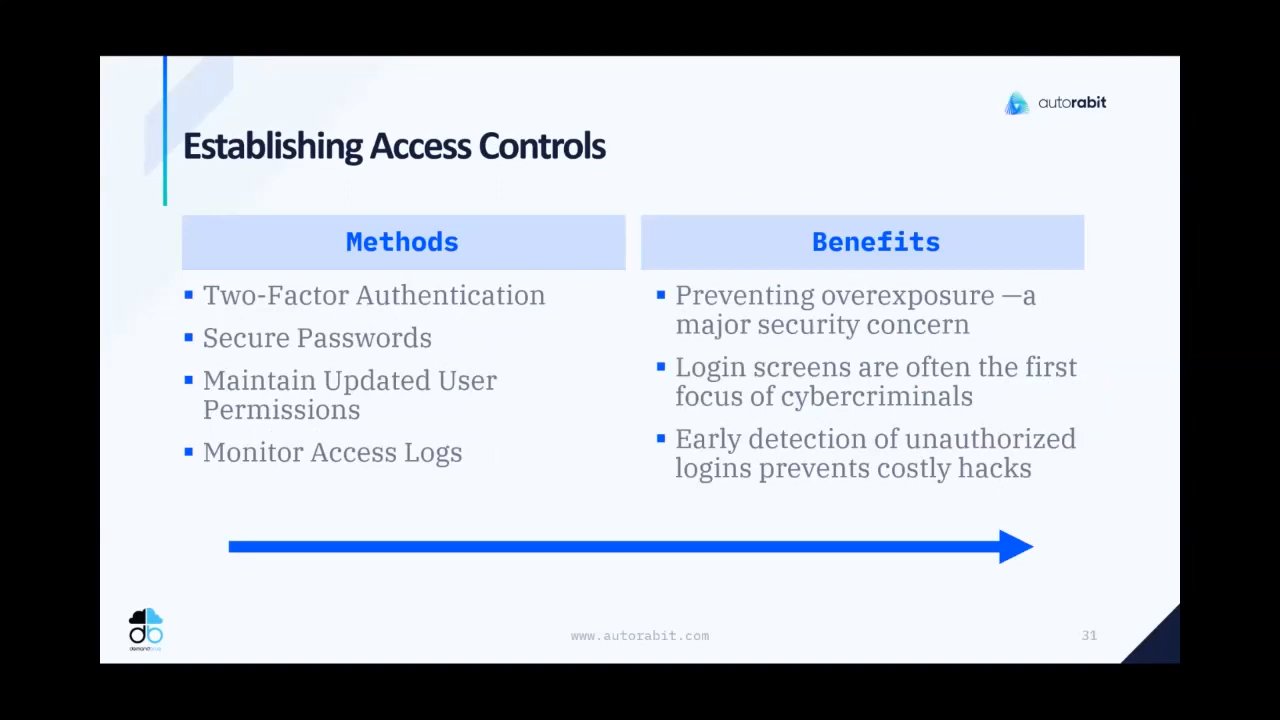 autorabit
Establishing Access Controls
Methods
Two-Factor Authentication
Secure Passwords
Maintain Updated User
Permissions
Monitor Access Logs
Benefits
Preventing overexposure —a
major security concern
Login screens are often the first
focus of cybercriminals
Early detection of unauthorized
logins prevents costly hacks
db
demandblue
www.autorabit.com
31